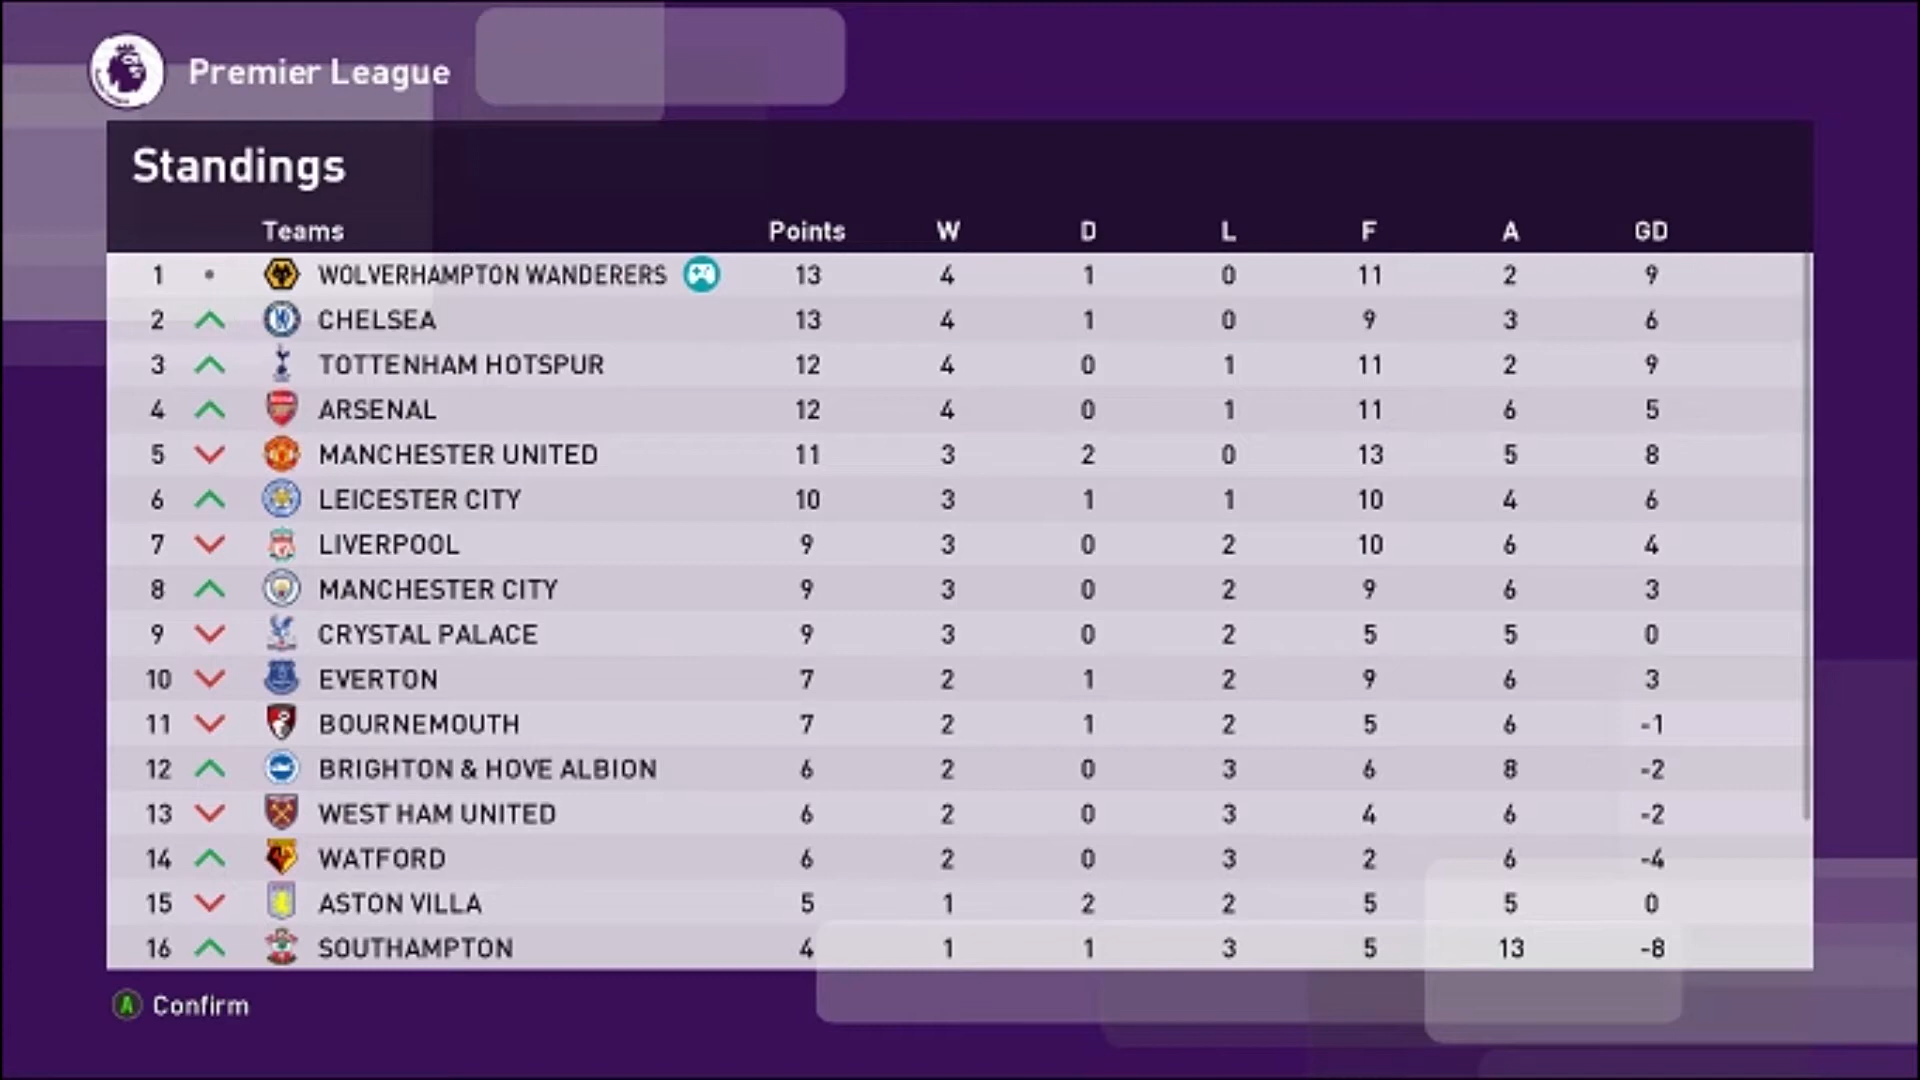 Premier League
Standings
Teams Points W D L F A GD
1 WOLVERHAMPTON WANDERERS 13 4 1 0 11 2 9
2 CHELSEA 13 4 1 0 9 3 6
3 TOTTENHAM HOTSPUR 12 4 0 1 11 2 9
4 ARSENAL 12 4 0 1 11 6 5
5 MANCHESTER UNITED 11 3 2 0 13 5 8
6 LEICESTER CITY 10 3 1 1 10 4 6
7 LIVERPOOL 9 3 0 2 10 6 4
8 MANCHESTER CITY 9 3 0 2 9 6 3
9 CRYSTAL PALACE 9 3 0 2 5 5 0
10 EVERTON 7 2 1 2 9 6 3
11 BOURNEMOUTH 7 2 1 2 5 6 -1
12 BRIGHTON & HOVE ALBION 6 2 0 3 6 8 -2
13 WEST HAM UNITED 6 2 0 3 4 6 -2
14 WATFORD 6 2 0 3 2 6 -4
15 ASTON VILLA 5 1 2 2 5 5 0
16 SOUTHAMPTON 4 1 1 3 5 13 -8
A Confirm